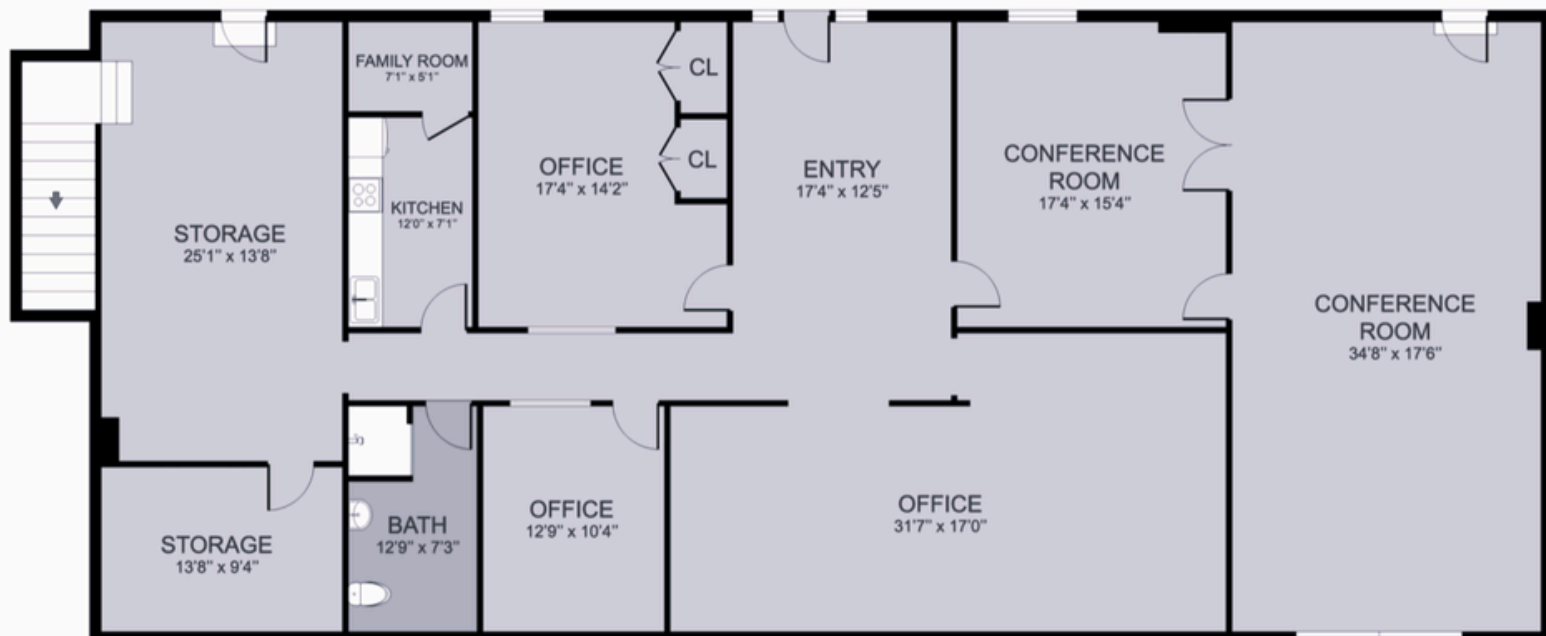 FAMILY ROOM
7'1" x 5'1"
CL
CL
OFFICE
17'4" x 14'2"
ENTRY
17'4" x 12'5"
CONFERENCE
ROOM
17'4" x 15'4"
KITCHEN
12'0" x 7'1"
STORAGE
25'1" x 13'8"
CONFERENCE
ROOM
34'8" x 17'6"
STORAGE
13'8" x 9'4"
BATH
12'9" x 7'3"
OFFICE
12'9" x 10'4"
OFFICE
31'7" x 17'0"